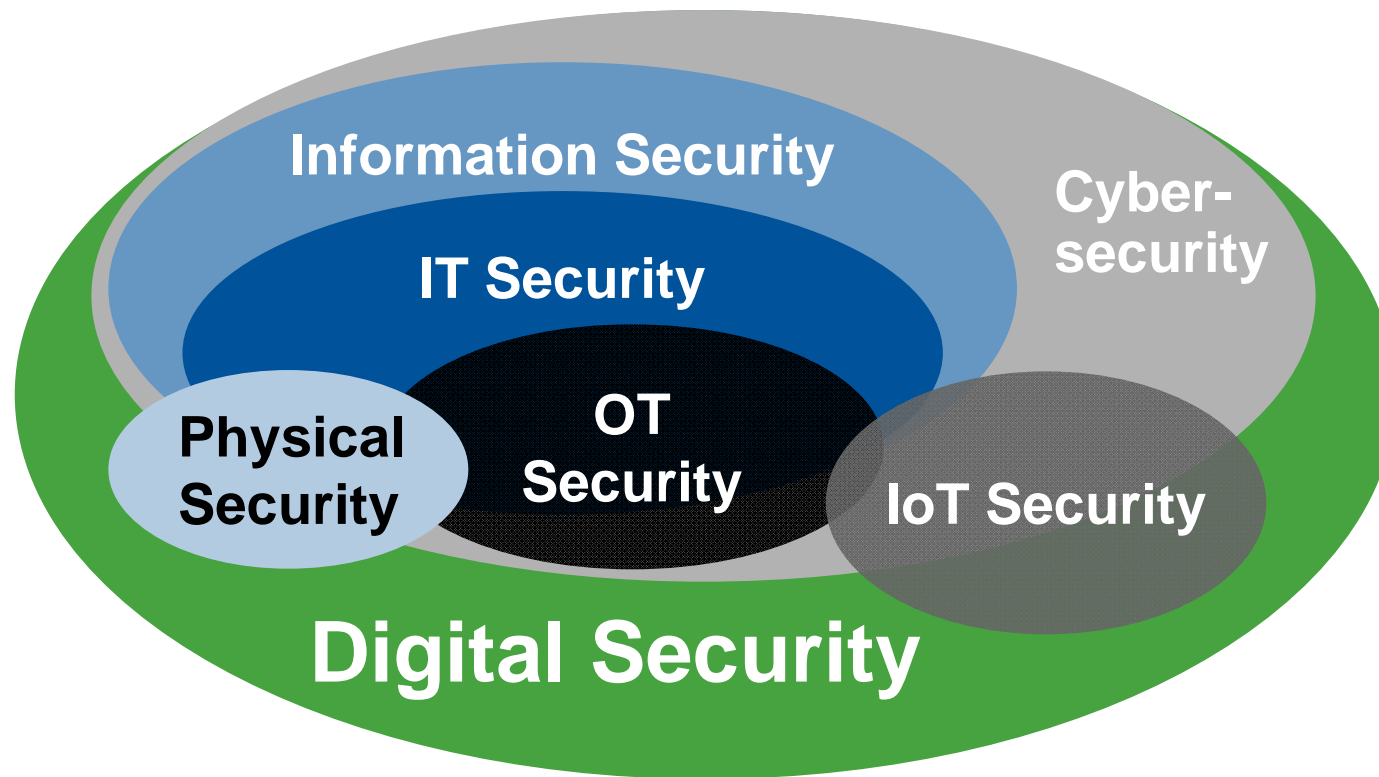 Information Security
Cyber-
security
IT Security
OT
Security
Physical
Security
IoT Security
Digital Security